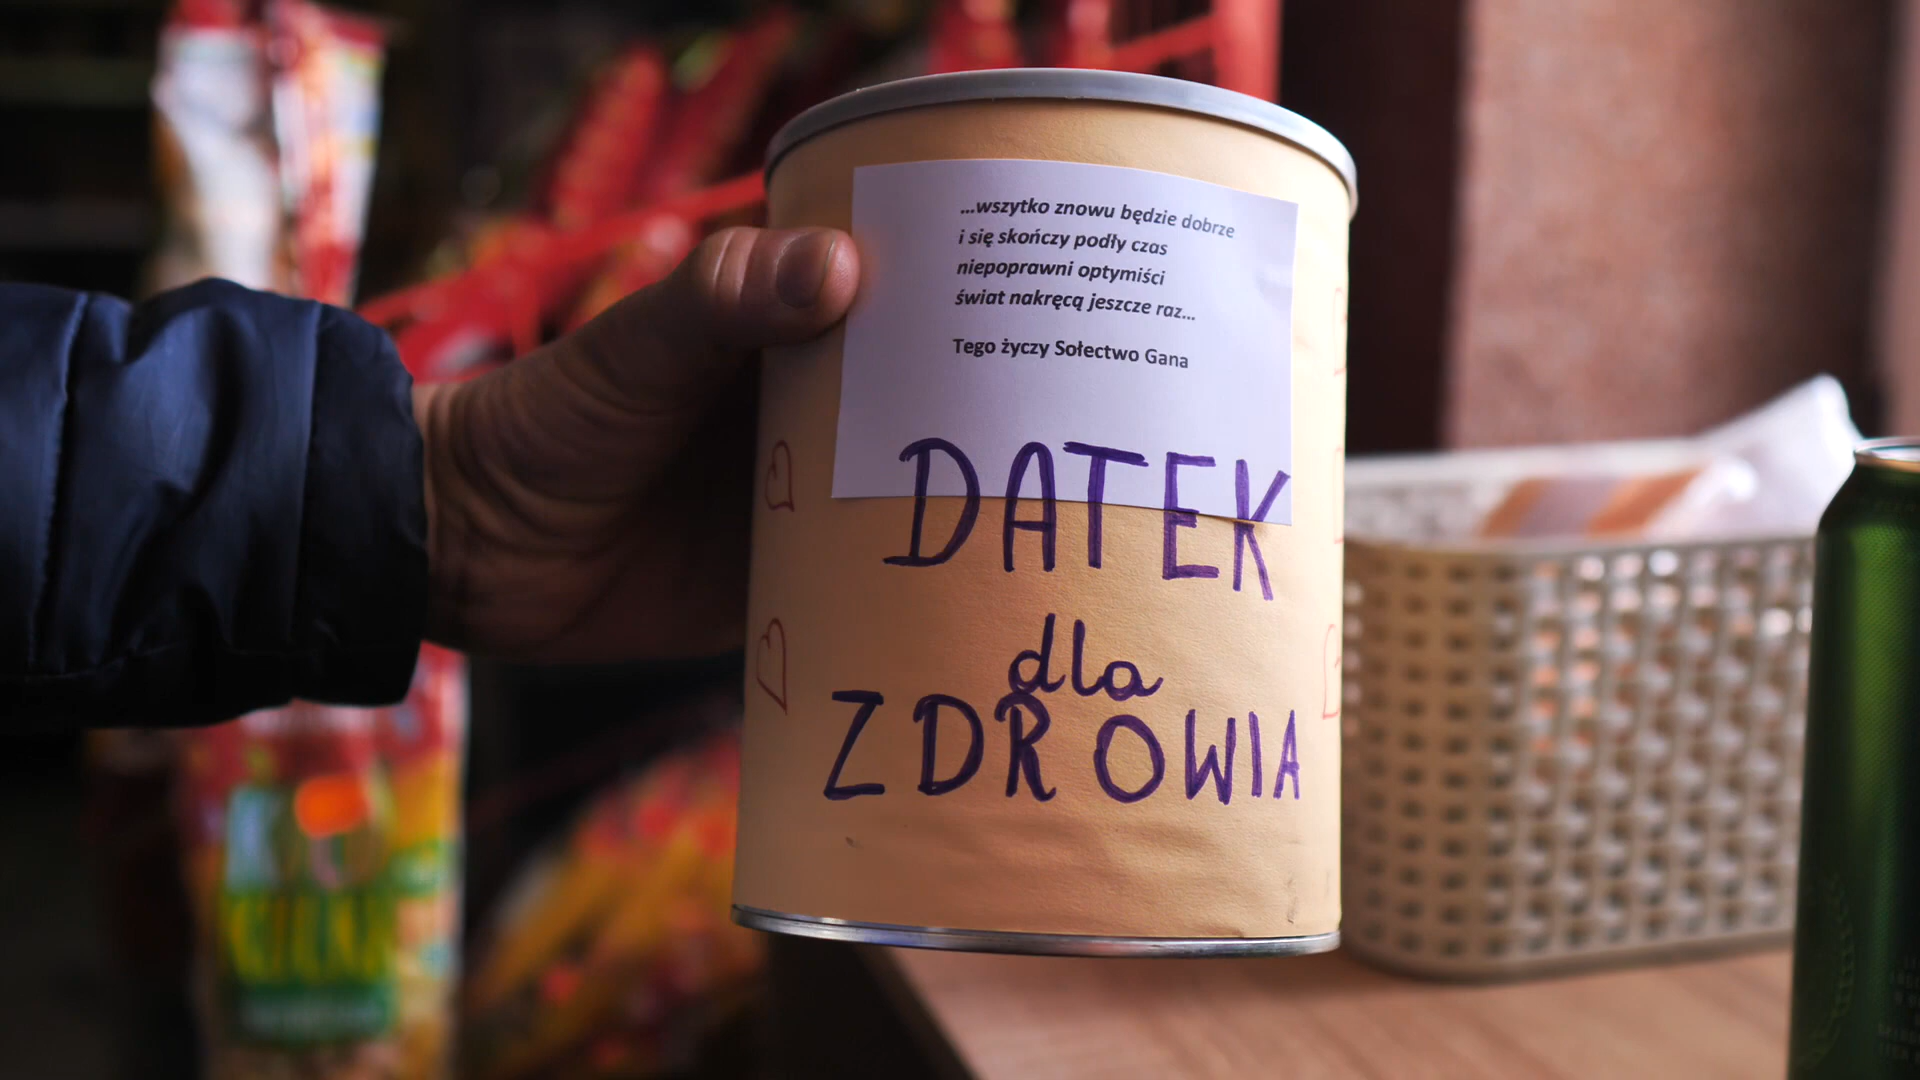 ...wszytko znowu będzie dobrze
i się skończy podły czas
niepoprawni optymiści
świat nakręcą jeszcze raz...
Tego życzy Sołectwo Gana
DATEK
dla
ZDROWIA